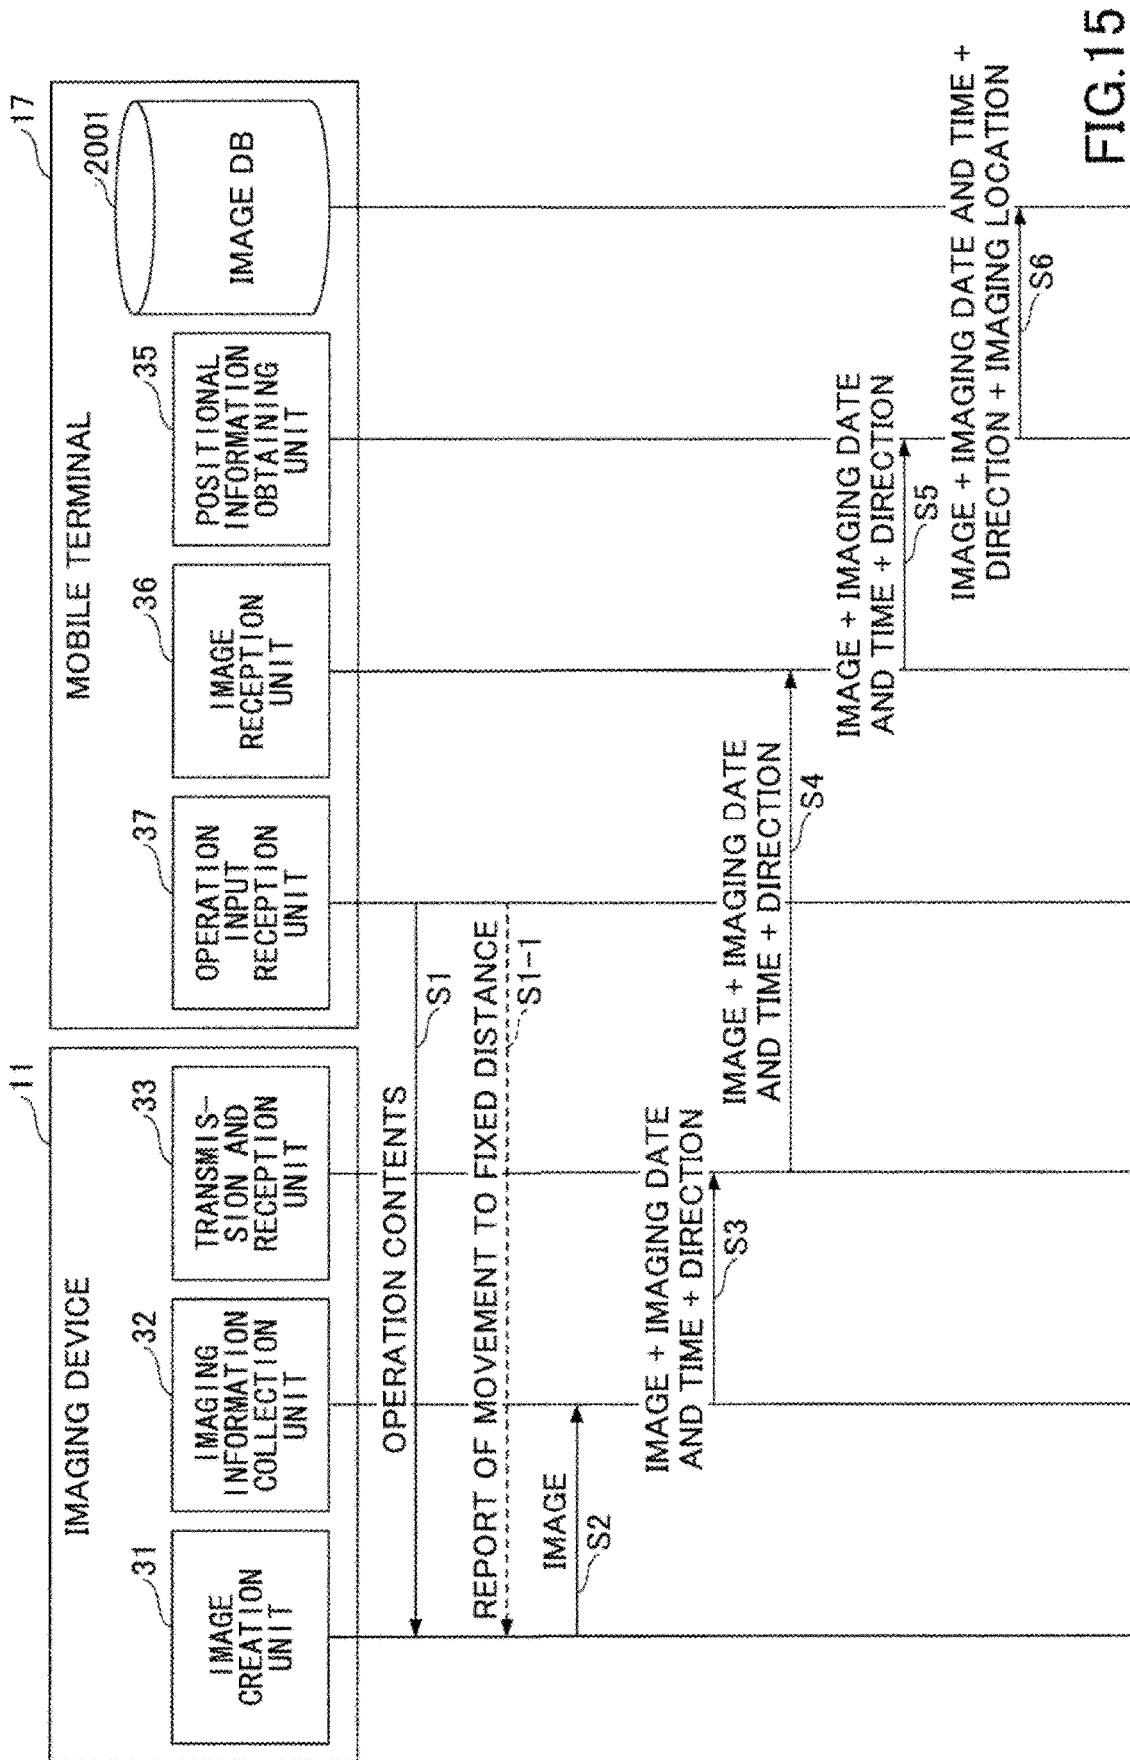 IMAGING DEVICE
11
31
IMAGE
CREATION
UNIT
32
IMAGING
INFORMATION
COLLECTION
UNIT
33
TRANSMIS-
SION AND
RECEPTION
UNIT
MOBILE TERMINAL
17
37
OPERATION
INPUT
RECEPTION
UNIT
36
IMAGE
RECEPTION
UNIT
35
POSITIONAL
INFORMATION
OBTAINING
UNIT
2001
IMAGE DB
OPERATION CONTENTS
S1
REPORT OF MOVEMENT TO FIXED DISTANCE
S1-1
IMAGE
S2
IMAGE + IMAGING DATE
AND TIME + DIRECTION
S3
IMAGE + IMAGING DATE
AND TIME + DIRECTION
S4
IMAGE + IMAGING DATE
AND TIME + DIRECTION
S5
IMAGE + IMAGING DATE AND TIME +
DIRECTION + IMAGING LOCATION
S6
FIG.15